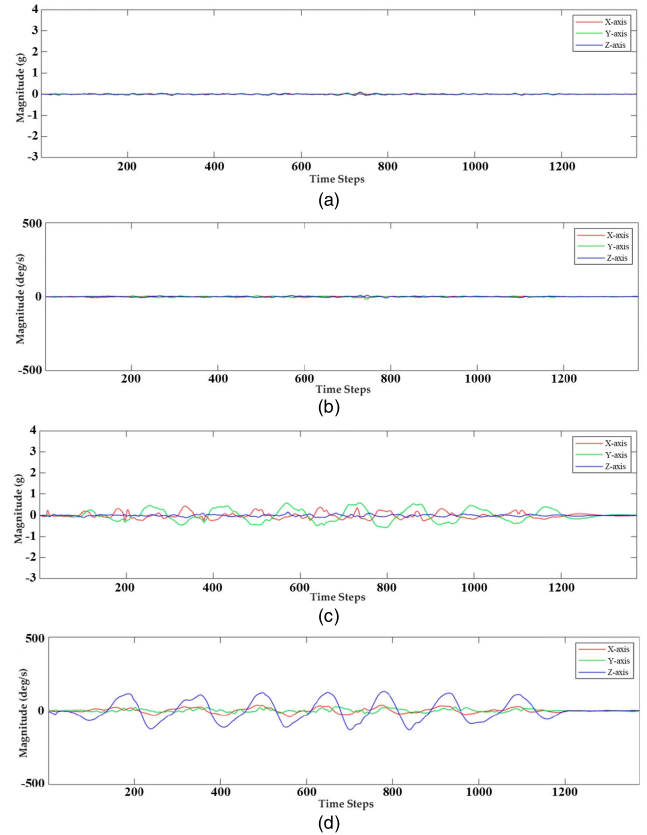 4
3
2
1
0
-1
-2
-3
Magnitude (g)
X-axis
Y-axis
Z-axis
200 400 600 800 1000 1200
Time Steps
(a)
500
0
-500
Magnitude (deg/s)
X-axis
Y-axis
Z-axis
200 400 600 800 1000 1200
Time Steps
(b)
4
3
2
1
0
-1
-2
-3
Magnitude (g)
X-axis
Y-axis
Z-axis
200 400 600 800 1000 1200
Time Steps
(c)
500
0
-500
Magnitude (deg/s)
X-axis
Y-axis
Z-axis
200 400 600 800 1000 1200
Time Steps
(d)